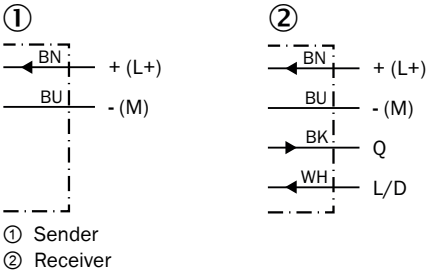 ① ②
BN + (L+) BN + (L+)
BU - (M) BU - (M)
BK Q
WH L/D
① Sender
② Receiver